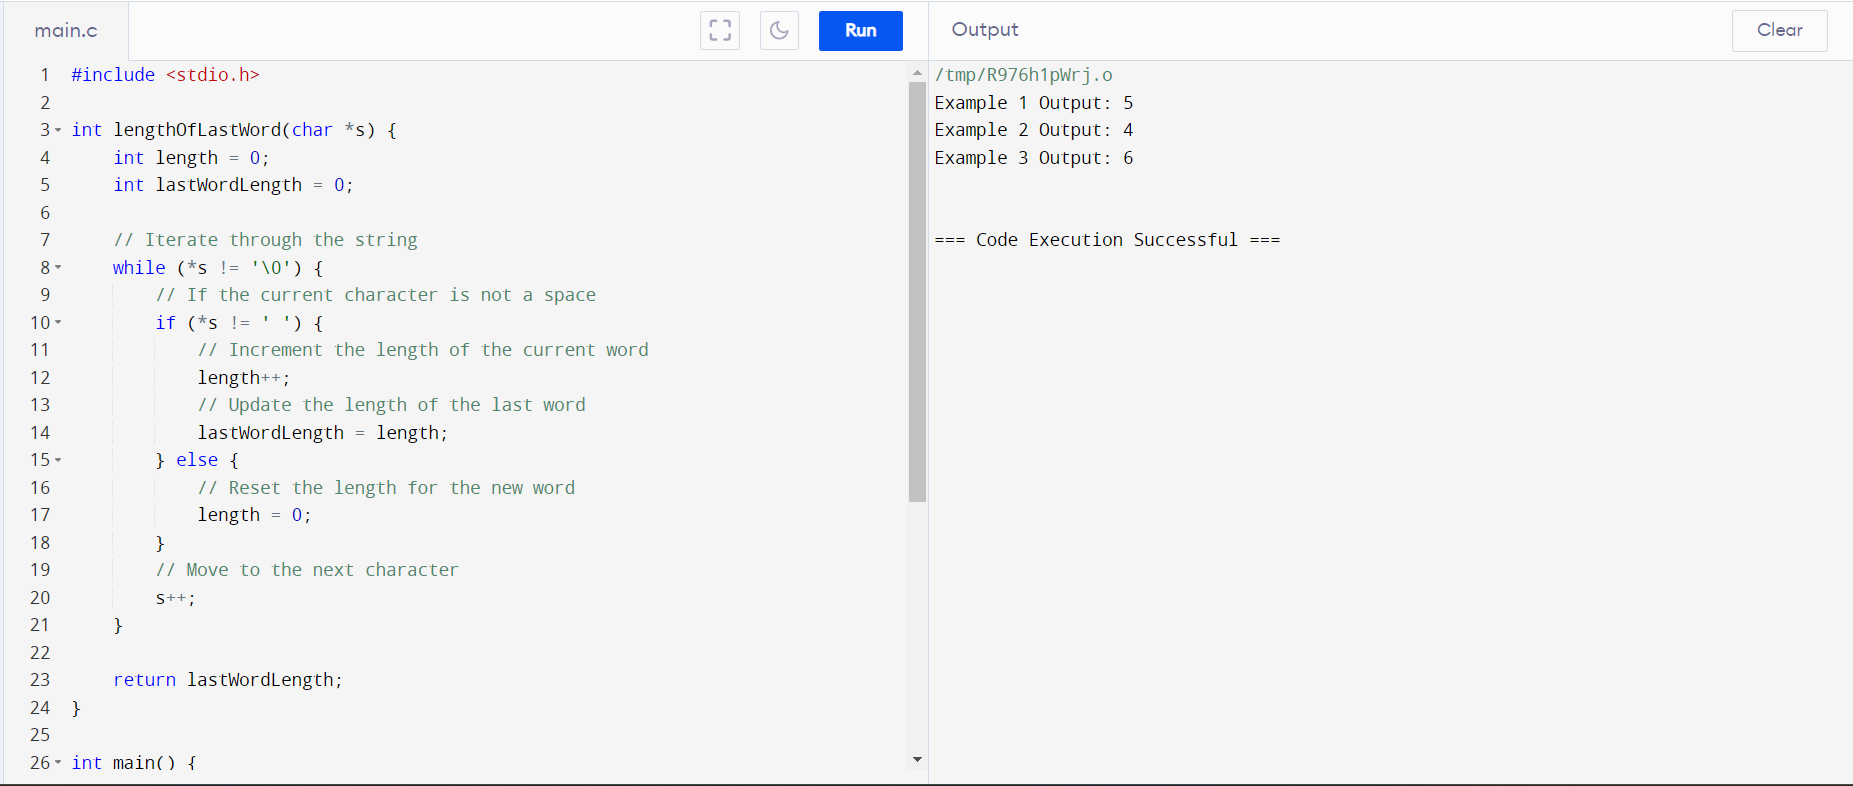 main.c
Run
1 #include <stdio.h>
2
3 int lengthOfLastWord(char *s) {
4     int length = 0;
5     int lastWordLength = 0;
6
7     // Iterate through the string
8     while (*s != '\0') {
9         // If the current character is not a space
10         if (*s != ' ') {
11             // Increment the length of the current word
12             length++;
13             // Update the length of the last word
14             lastWordLength = length;
15         } else {
16             // Reset the length for the new word
17             length = 0;
18         }
19         // Move to the next character
20         s++;
21     }
22
23     return lastWordLength;
24 }
25
26 int main() {
Output
Clear
/tmp/R976h1pWrj.o
Example 1 Output: 5
Example 2 Output: 4
Example 3 Output: 6
=== Code Execution Successful ===